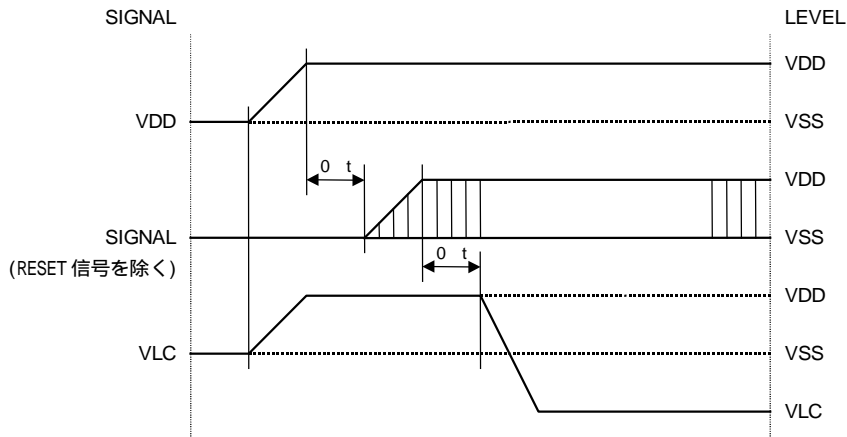 SIGNAL LEVEL
VDD
VDD VSS
0 t VDD
SIGNAL VSS
(RESET 信号を除く) 0 t
VDD
VLC VSS
VLC